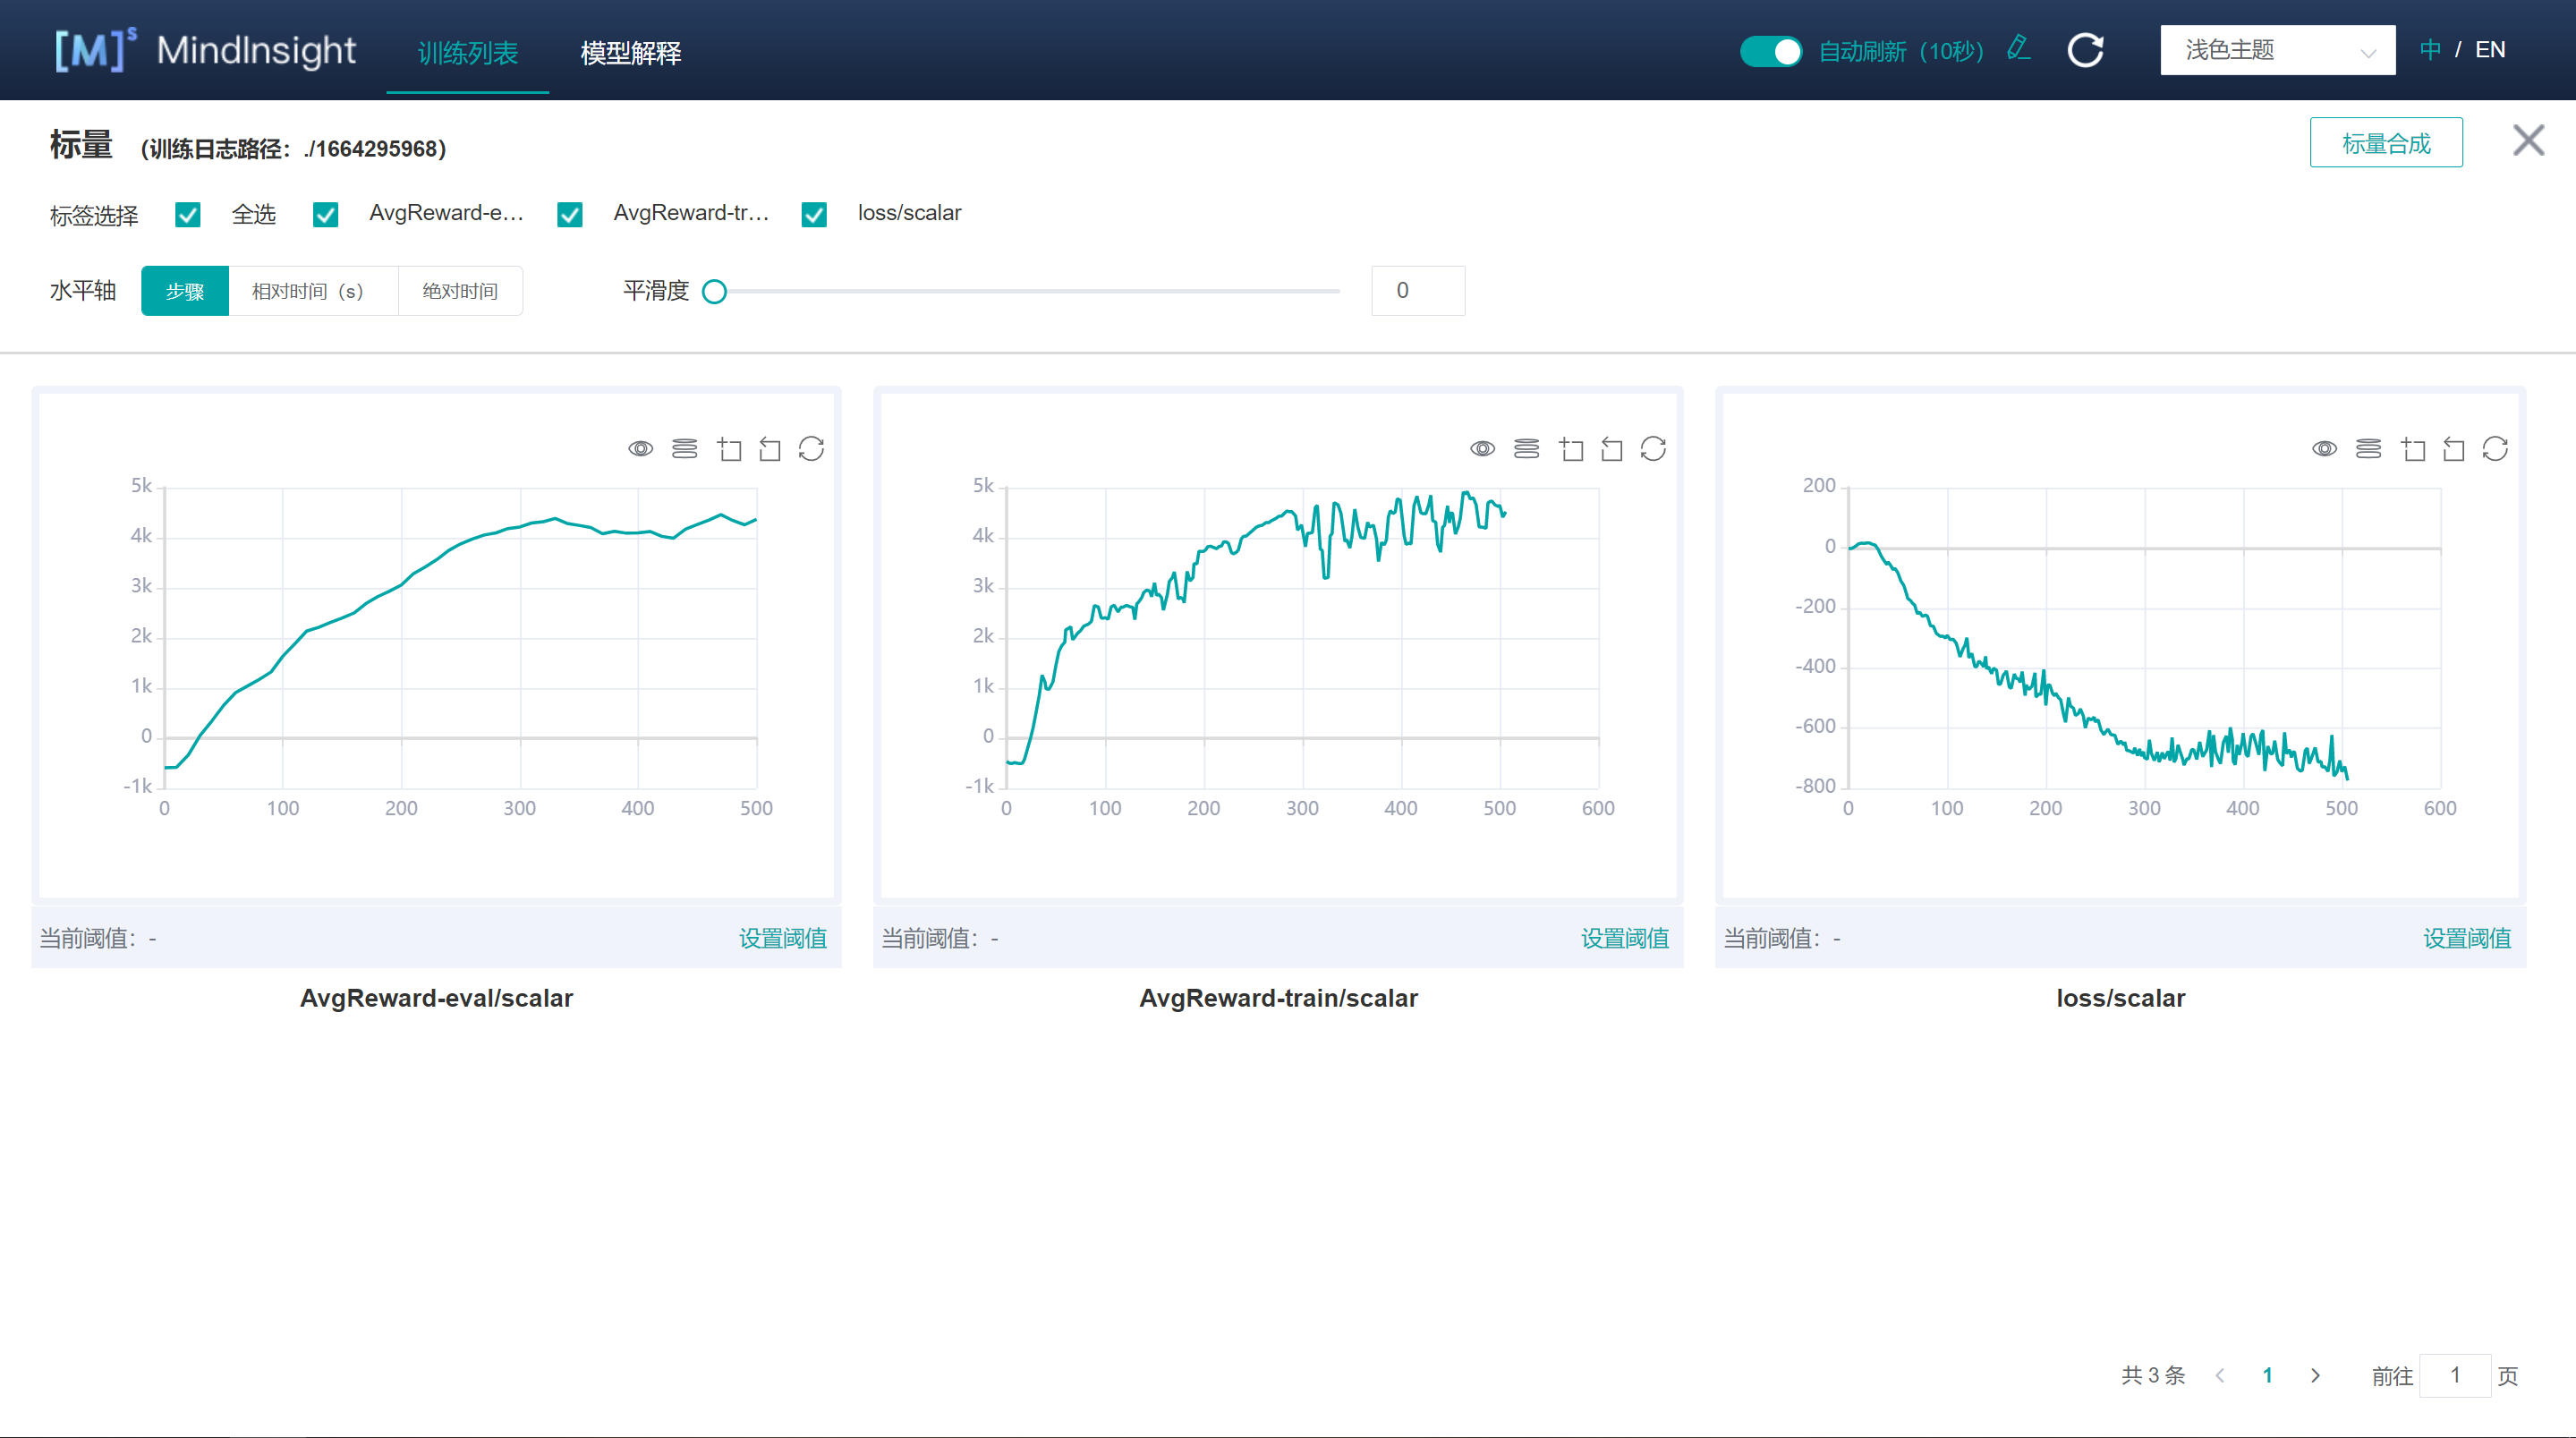 [M]s MindInsight 训练列表 模型解释 自动刷新（10秒） 浅色主题 中 / EN
标量 （训练日志路径：./1664295968） 标量合成
标签选择 全选 AvgReward-e... AvgReward-tr... loss/scalar
水平轴 步骤 相对时间（s） 绝对时间 平滑度 0
5k
4k
3k
2k
1k
0
-1k
0 100 200 300 400 500
当前阈值：- 设置阈值
AvgReward-eval/scalar
5k
4k
3k
2k
1k
0
-1k
0 100 200 300 400 500 600
当前阈值：- 设置阈值
AvgReward-train/scalar
200
0
-200
-400
-600
-800
0 100 200 300 400 500 600
当前阈值：- 设置阈值
loss/scalar
共 3 条 1 前往 1 页